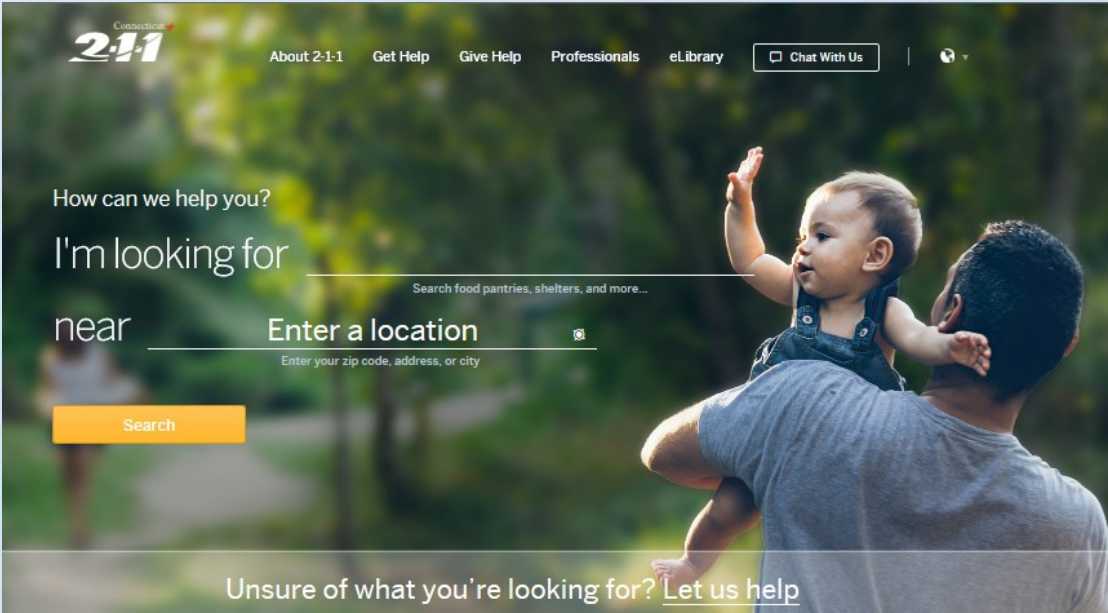 Connecticut
2-1-1
About 2-1-1 Get Help Give Help Professionals eLibrary Chat With Us
How can we help you?
I'm looking for
Search food pantries, shelters, and more...
near Enter a location
Enter your zip code, address, or city
Search
Unsure of what you're looking for? Let us help